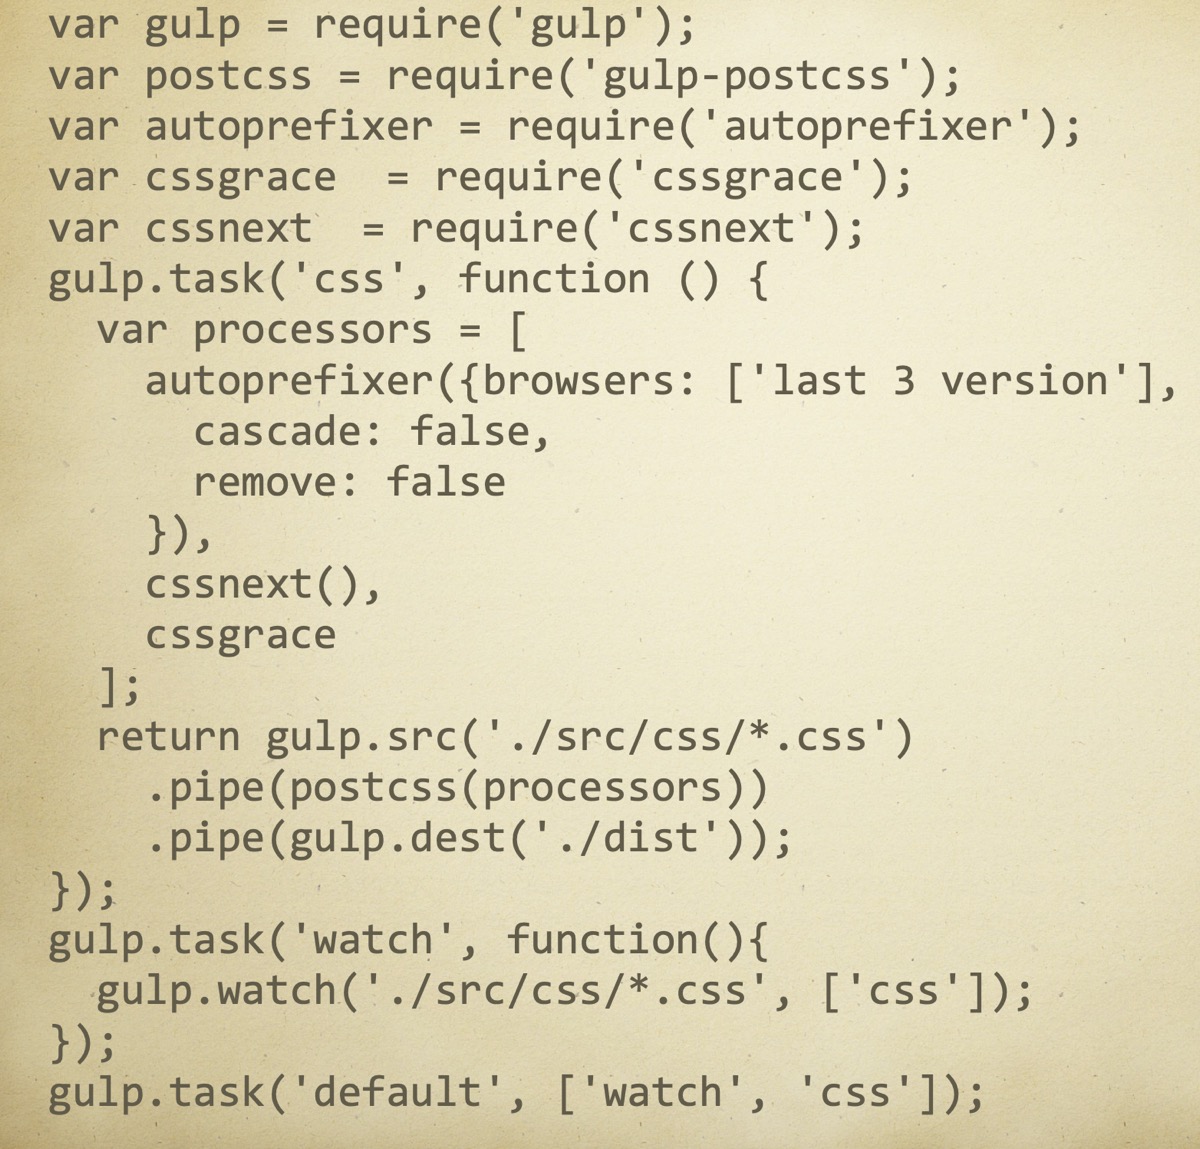 var gulp = require('gulp');
var postcss = require('gulp-postcss');
var autoprefixer = require('autoprefixer');
var cssgrace  = require('cssgrace');
var cssnext  = require('cssnext');
gulp.task('css', function () {
  var processors = [
    autoprefixer({browsers: ['last 3 version'],
      cascade: false,
      remove: false
    }),
    cssnext(),
    cssgrace
  ];
  return gulp.src('./src/css/*.css')
    .pipe(postcss(processors))
    .pipe(gulp.dest('./dist'));
});
gulp.task('watch', function(){
  gulp.watch('./src/css/*.css', ['css']);
});
gulp.task('default', ['watch', 'css']);